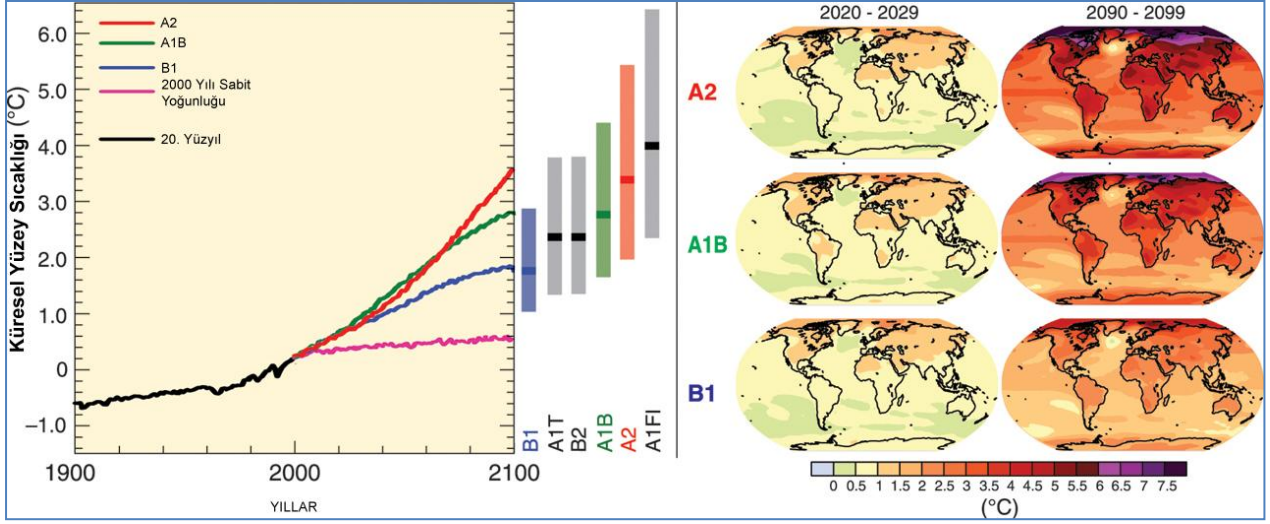 6.0
5.0
4.0
3.0
2.0
1.0
0
–1.0
Küresel Yüzey Sıcaklığı (°C)
A2
A1B
B1
2000 Yılı Sabit
Yoğunluğu
20. Yüzyıl
1900
2000
2100
YILLAR
B1
A1T
B2
A1B
A2
A1FI
2020 - 2029
2090 - 2099
A2
A1B
B1
0 0.5 1 1.5 2 2.5 3 3.5 4 4.5 5 5.5 6 6.5 7 7.5
(°C)